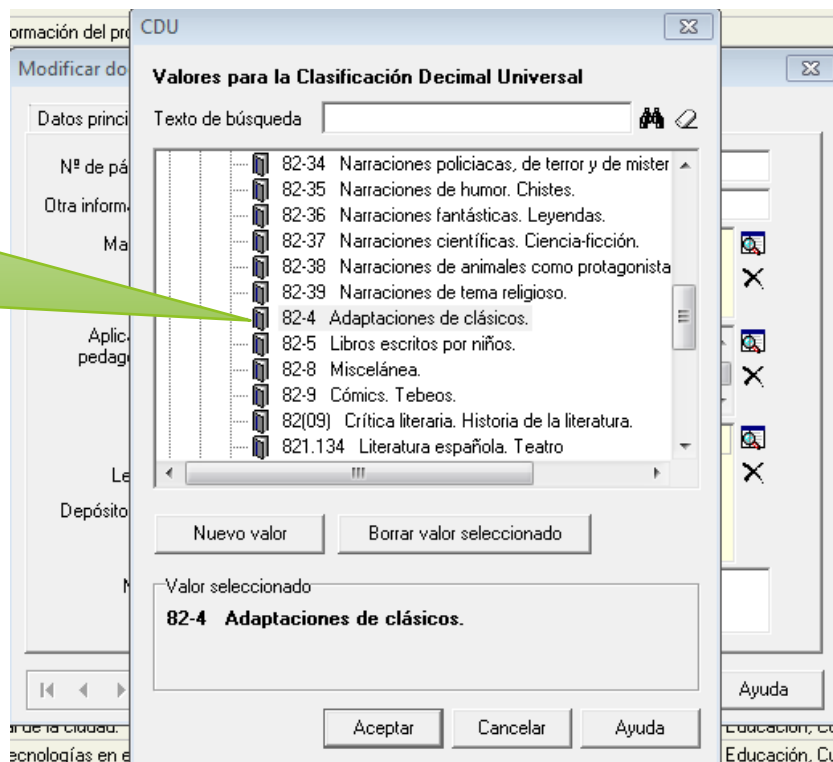 ormación del pro
CDU
Modificar do
Valores para la Clasificación Decimal Universal
Datos princi
Texto de búsqueda
Nº de pá
82-34 Narraciones policiacas, de terror y de mister
82-35 Narraciones de humor. Chistes.
Otra inform
82-36 Narraciones fantásticas. Leyendas.
Ma
82-37 Narraciones científicas. Ciencia-ficción.
82-38 Narraciones de animales como protagonista
82-39 Narraciones de tema religioso.
82-4 Adaptaciones de clásicos.
Aplic
82-5 Libros escritos por niños.
pedag
82-8 Miscelánea.
82-9 Cómics. Tebeos.
82(09) Crítica literaria. Historia de la literatura.
821.134 Literatura española. Teatro
Le
Depósito
Nuevo valor
Borrar valor seleccionado
N
Valor seleccionado
82-4 Adaptaciones de clásicos.
Ayuda
Aceptar
Cancelar
Ayuda
al de la ciudad.
Educación, Cu
ecnologías en e
Educación, Cu